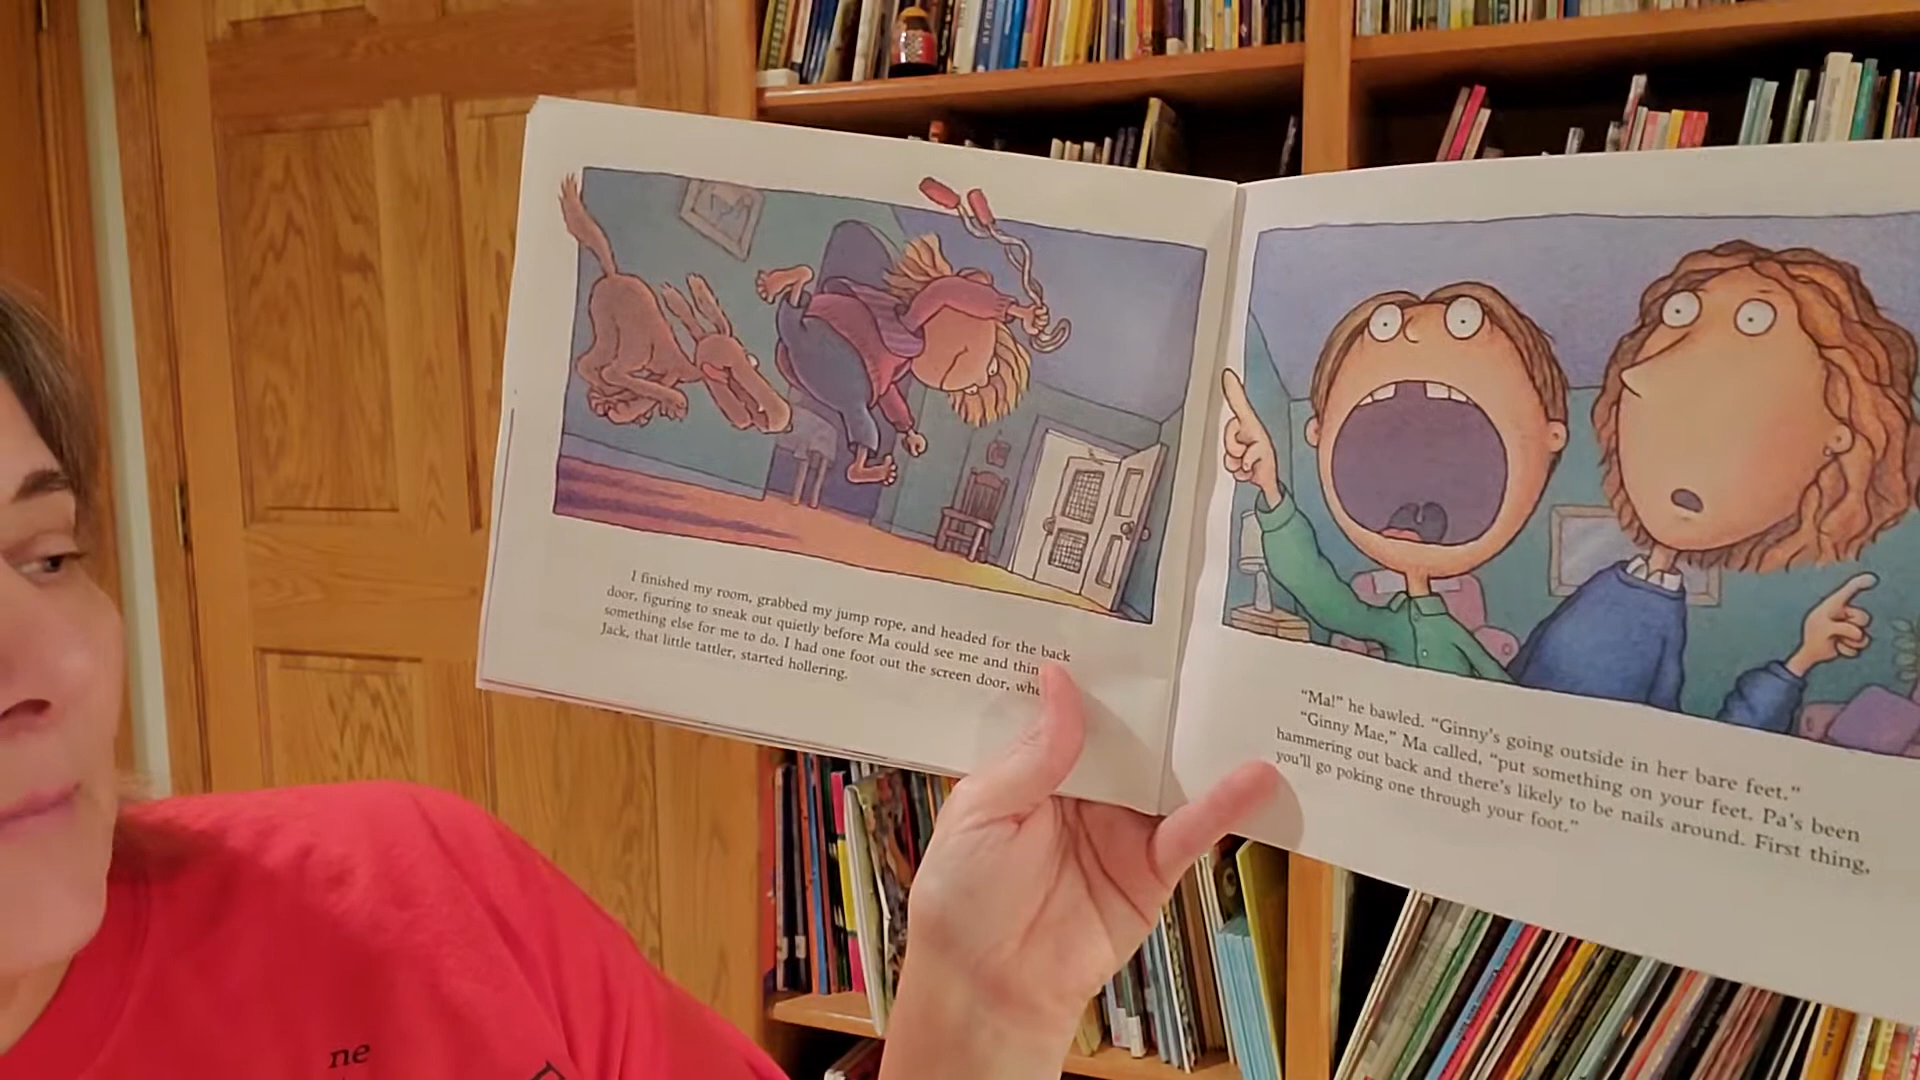 I finished my room, grabbed my jump rope, and headed for the back
door, figuring to sneak out quietly before Ma could see me and thin
something else for me to do. I had one foot out the screen door, whe
Jack, that little tattler, started hollering.
"Ma!" he bawled. "Ginny's going outside in her bare feet."
"Ginny Mae," Ma called, "put something on your feet. Pa's been
hammering out back and there's likely to be nails around. First thing,
you'll go poking one through your foot."
ne